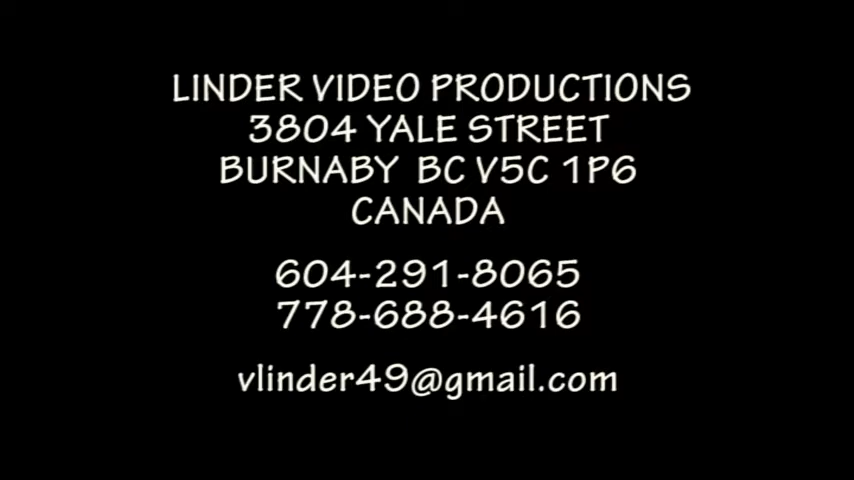 LINDER VIDEO PRODUCTIONS
3804 YALE STREET
BURNABY BC V5C 1P6
CANADA
604-291-8065
778-688-4616
vlinder49@gmail.com